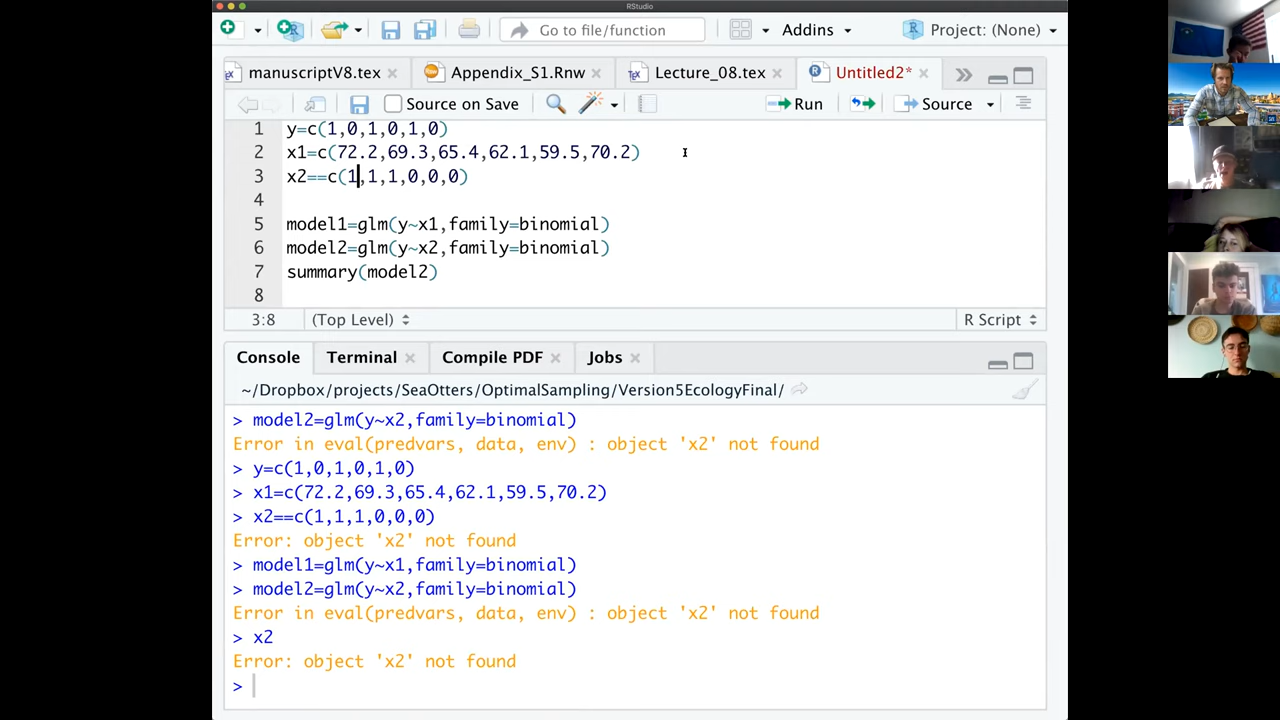 RStudio
Go to file/function
Addins
Project: (None)
manuscriptV8.tex
Appendix_S1.Rnw
Lecture_08.tex
Untitled2*
Source on Save
Run
Source
1 y=c(1,0,1,0,1,0)
2 x1=c(72.2,69.3,65.4,62.1,59.5,70.2)
3 x2==c(1,1,1,0,0,0)
4
5 model1=glm(y~x1,family=binomial)
6 model2=glm(y~x2,family=binomial)
7 summary(model2)
8
3:8
(Top Level)
R Script
Console
Terminal
Compile PDF
Jobs
~/Dropbox/projects/SeaOtters/OptimalSampling/Version5EcologyFinal/
> model2=glm(y~x2,family=binomial)
Error in eval(predvars, data, env) : object 'x2' not found
> y=c(1,0,1,0,1,0)
> x1=c(72.2,69.3,65.4,62.1,59.5,70.2)
> x2==c(1,1,1,0,0,0)
Error: object 'x2' not found
> model1=glm(y~x1,family=binomial)
> model2=glm(y~x2,family=binomial)
Error in eval(predvars, data, env) : object 'x2' not found
> x2
Error: object 'x2' not found
>